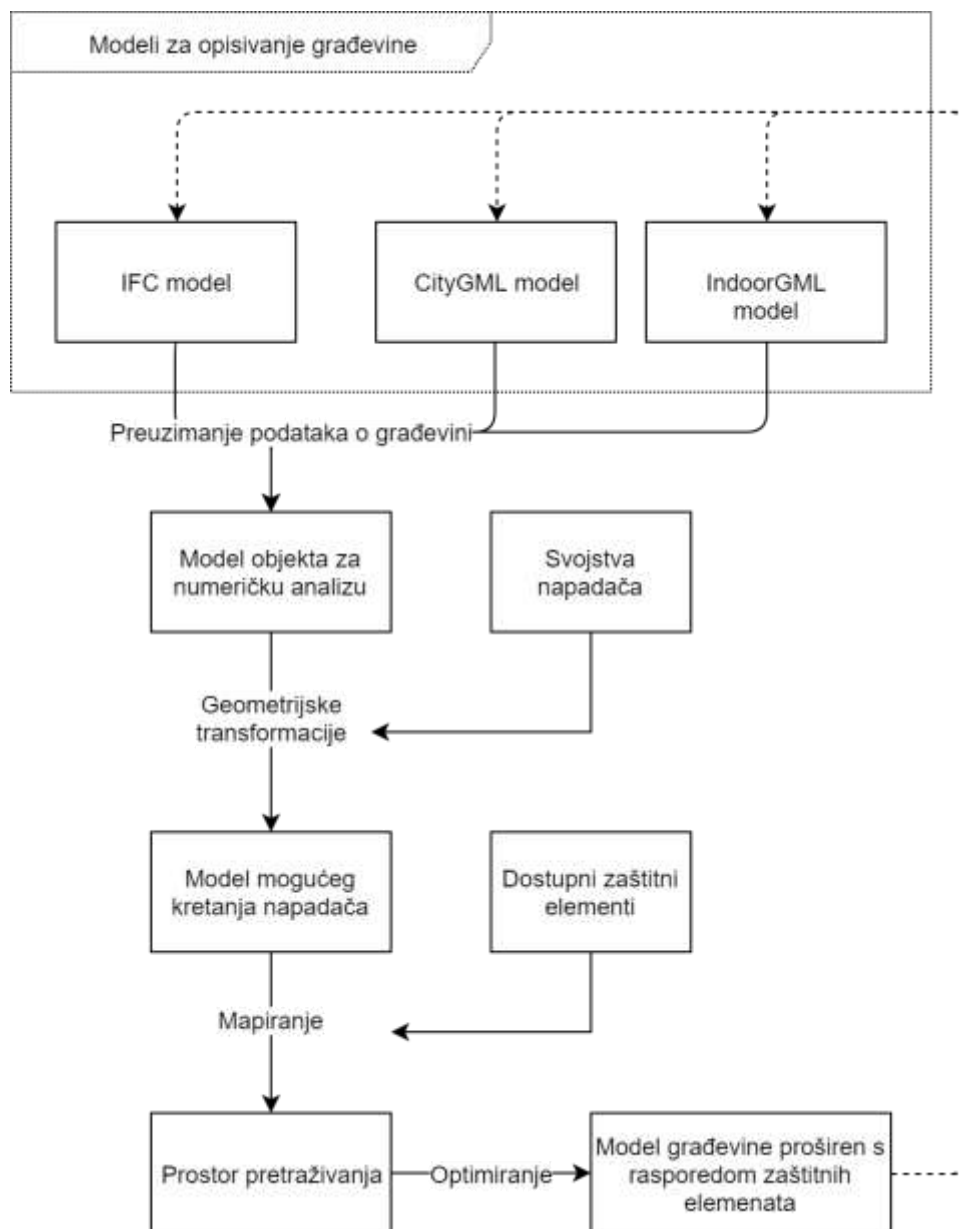 Modeli za opisivanje građevine
IFC model
CityGML model
IndoorGML
model
Preuzimanje podataka o građevini
Model objekta za
numeričku analizu
Svojstva
napadača
Geometrijske
transformacije
Model mogućeg
kretanja napadača
Dostupni zaštitni
elementi
Mapiranje
Prostor pretraživanja
Optimiranje
Model građevine proširen s
rasporedom zaštitnih
elemenata